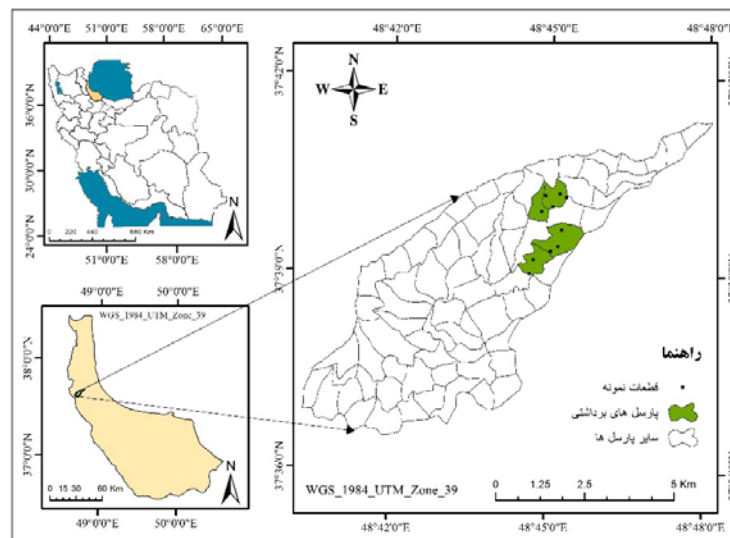 44°0'0"E 51°0'0"E 58°0'0"E 65°0'0"E
36°0'0"N
30°0'0"N
24°0'0"N
0 220 440 880 Km
N
51°0'0"E 58°0'0"E
49°0'0"E 50°0'0"E
WGS_1984_UTM_Zone_39
38°0'0"N
37°0'0"N
0 15 30 60 Km
N
49°0'0"E 50°0'0"E
48°42'0"E 48°45'0"E 48°48'0"E
37°42'0"N
37°39'0"N
37°36'0"N
N
W E
S
راهنما
قطعات نمونه
پارسل های برداشتی
سایر پارسل ها
WGS_1984_UTM_Zone_39
0 1.25 2.5 5 Km
48°42'0"E 48°45'0"E 48°48'0"E